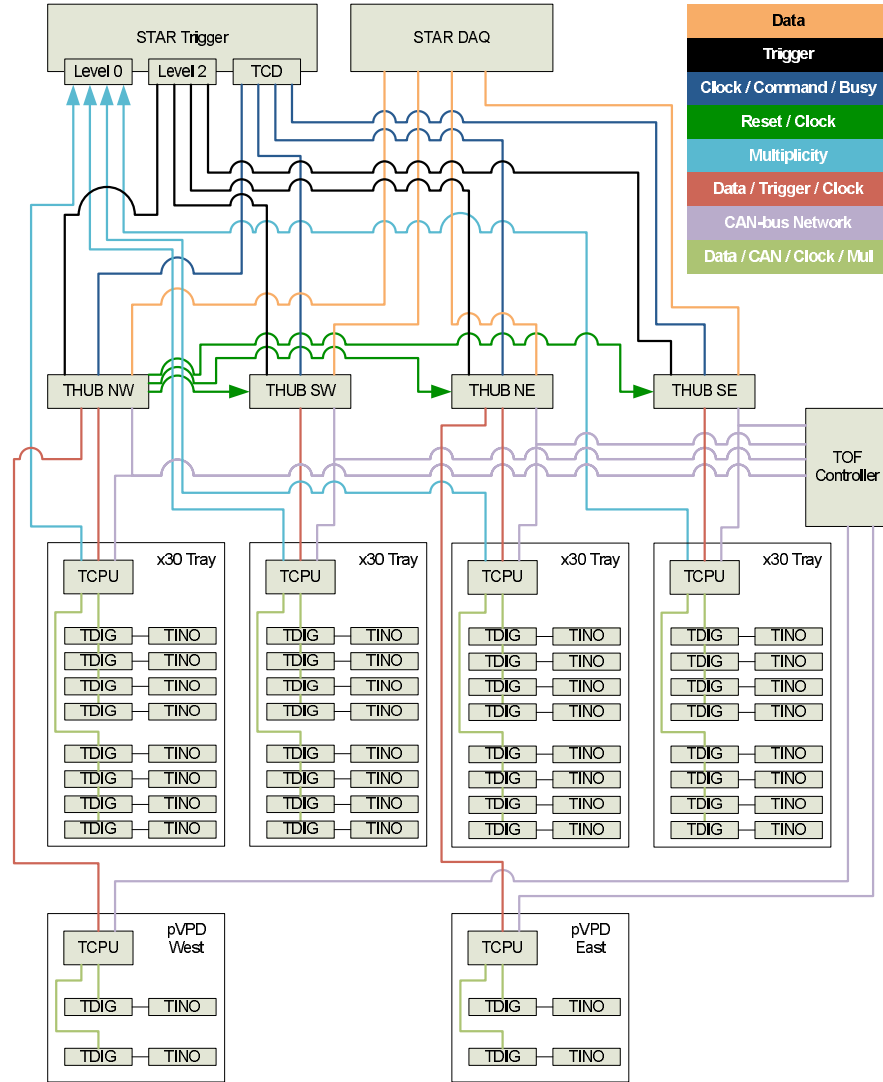 STAR Trigger
Level 0
Level 2
TCD
STAR DAQ
Data
Trigger
Clock / Command / Busy
Reset / Clock
Multiplicity
Data / Trigger / Clock
CAN-bus Network
Data / CAN / Clock / Mul
THUB NW
THUB SW
THUB NE
THUB SE
TOF
Controller
x30 Tray
TCPU
TDIG
TINO
TDIG
TINO
TDIG
TINO
TDIG
TINO
TDIG
TINO
TDIG
TINO
TDIG
TINO
TDIG
TINO
x30 Tray
TCPU
TDIG
TINO
TDIG
TINO
TDIG
TINO
TDIG
TINO
TDIG
TINO
TDIG
TINO
TDIG
TINO
TDIG
TINO
x30 Tray
TCPU
TDIG
TINO
TDIG
TINO
TDIG
TINO
TDIG
TINO
TDIG
TINO
TDIG
TINO
TDIG
TINO
TDIG
TINO
x30 Tray
TCPU
TDIG
TINO
TDIG
TINO
TDIG
TINO
TDIG
TINO
TDIG
TINO
TDIG
TINO
TDIG
TINO
TDIG
TINO
pVPD
West
TCPU
TDIG
TINO
TDIG
TINO
pVPD
East
TCPU
TDIG
TINO
TDIG
TINO